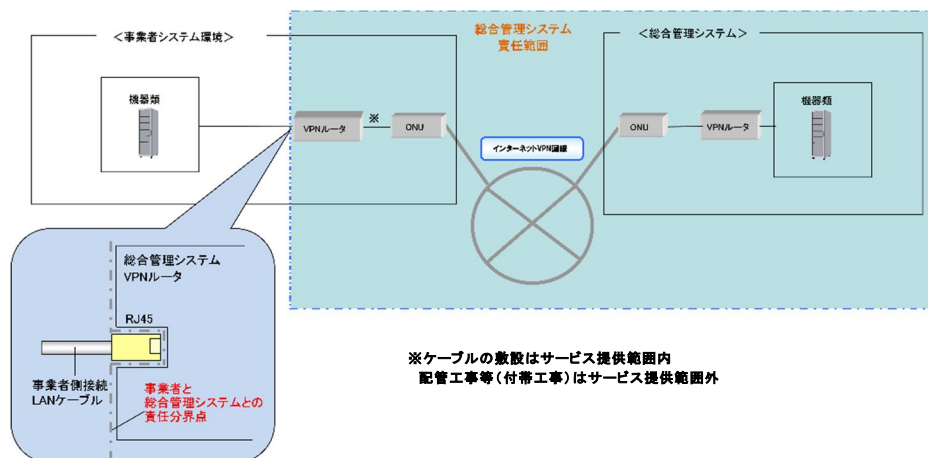 総合管理システム
責任範囲
＜事業者システム環境＞
＜総合管理システム＞
機器類
機器類
VPNルータ
※
ONU
ONU
VPNルータ
インターネットVPN回線
総合管理システム
VPNルータ
RJ45
事業者側接続
LANケーブル
事業者と
総合管理システムとの
責任分界点
※ケーブルの敷設はサービス提供範囲内
配管工事等（付帯工事）はサービス提供範囲外